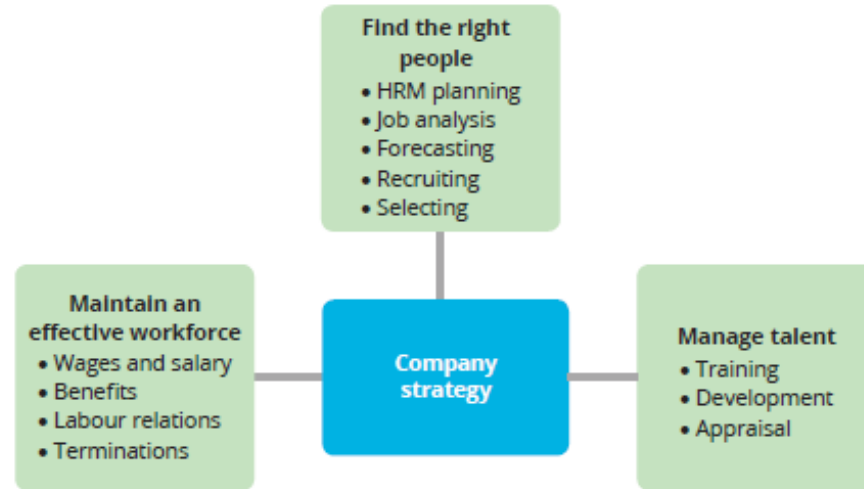 Find the right
people
• HRM planning
• Job analysis
• Forecasting
• Recruiting
• Selecting
Maintain an
effective workforce
• Wages and salary
• Benefits
• Labour relations
• Terminations
Company
strategy
Manage talent
• Training
• Development
• Appraisal